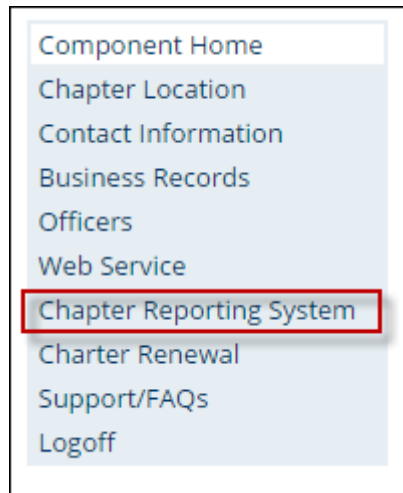 Component Home
Chapter Location
Contact Information
Business Records
Officers
Web Service
Chapter Reporting System
Charter Renewal
Support/FAQs
Logoff